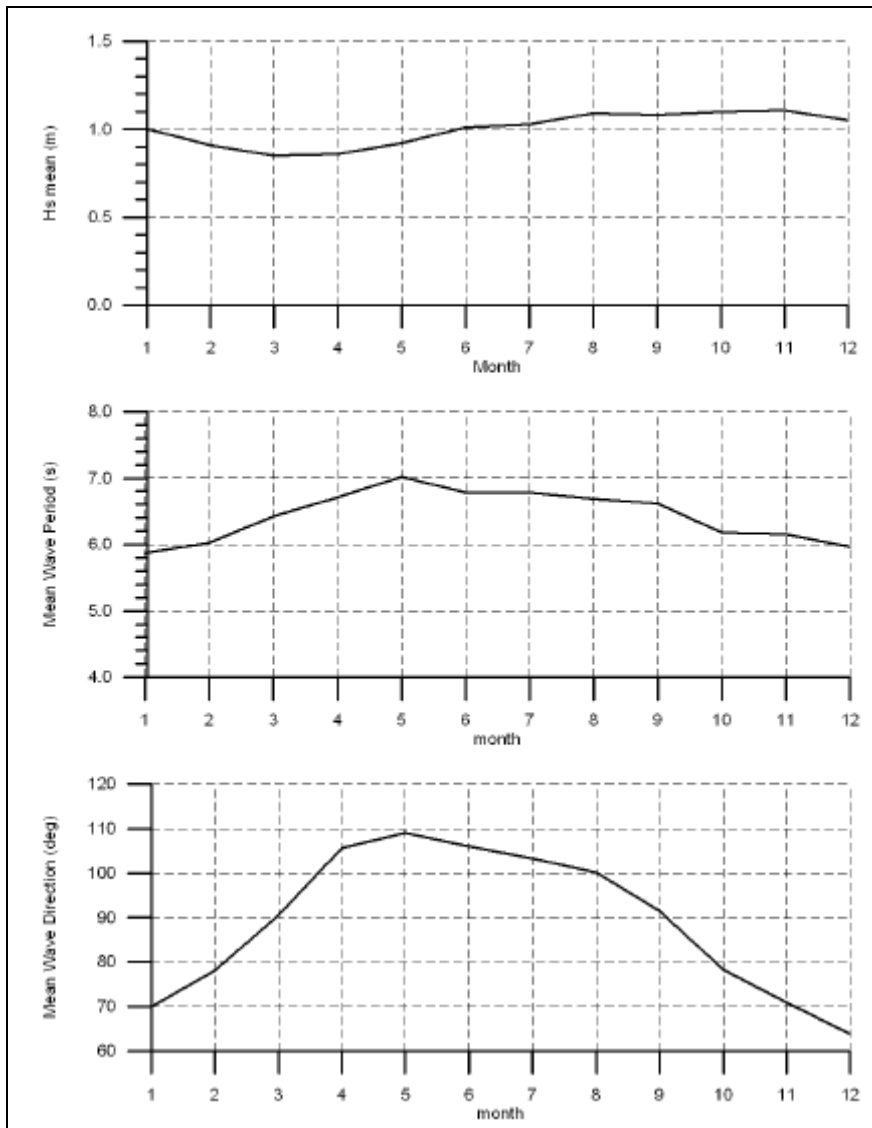 Hs mean (m)
1.5
1.0
0.5
0.0
1 2 3 4 5 6 7 8 9 10 11 12
Month
Mean Wave Period (s)
8.0
7.0
6.0
5.0
4.0
1 2 3 4 5 6 7 8 9 10 11 12
month
Mean Wave Direction (deg)
120
110
100
90
80
70
60
1 2 3 4 5 6 7 8 9 10 11 12
month